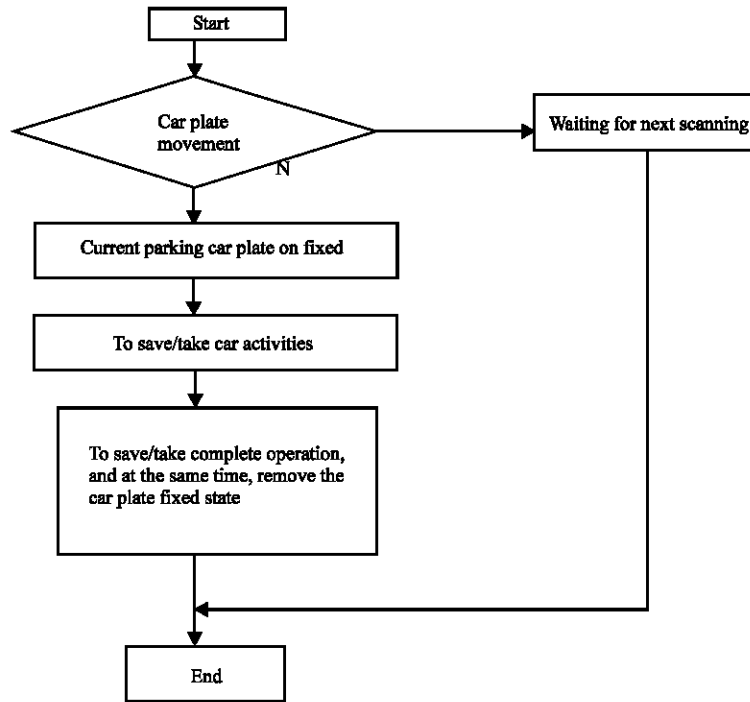 Start
Car plate
movement
N
Waiting for next scanning
Current parking car plate on fixed
To save/take car activities
To save/take complete operation,
and at the same time, remove the
car plate fixed state
End